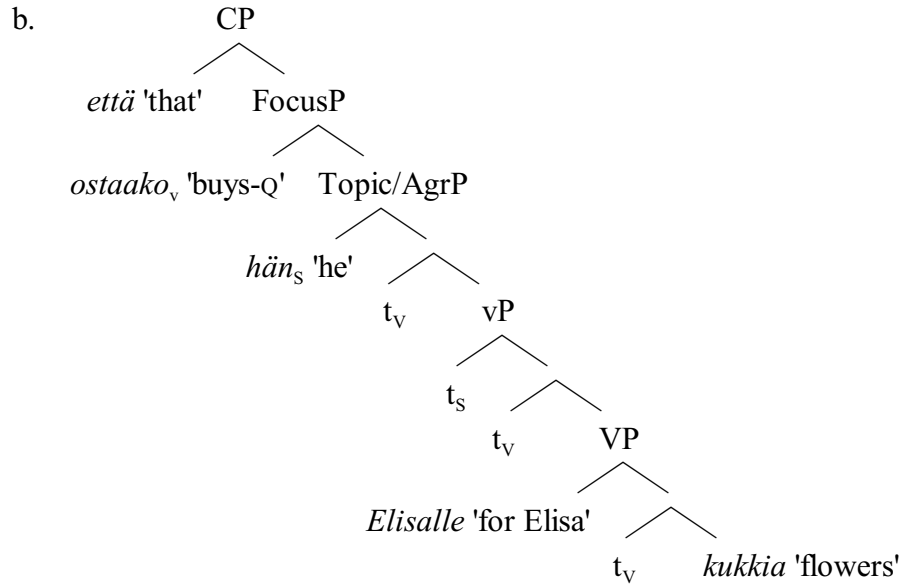 b. CP
että 'that' FocusP
ostaakoᵥ 'buys-Q' Topic/AgrP
hänS 'he'
tV vP
tS
tV VP
Elisalle 'for Elisa'
tV kukkia 'flowers'